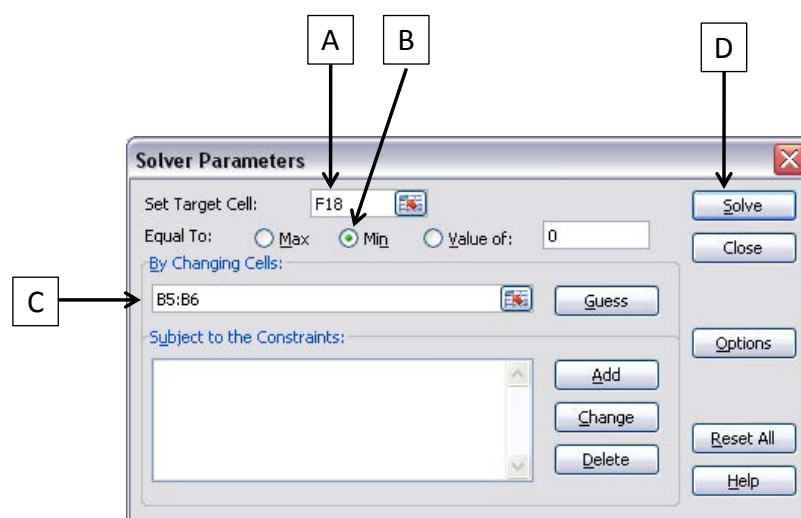 A
B
D
Solver Parameters
Set Target Cell:
F18
Solve
Equal To:
Max
Min
Value of:
0
Close
By Changing Cells:
C
B5:B6
Guess
Subject to the Constraints:
Options
Add
Change
Reset All
Delete
Help